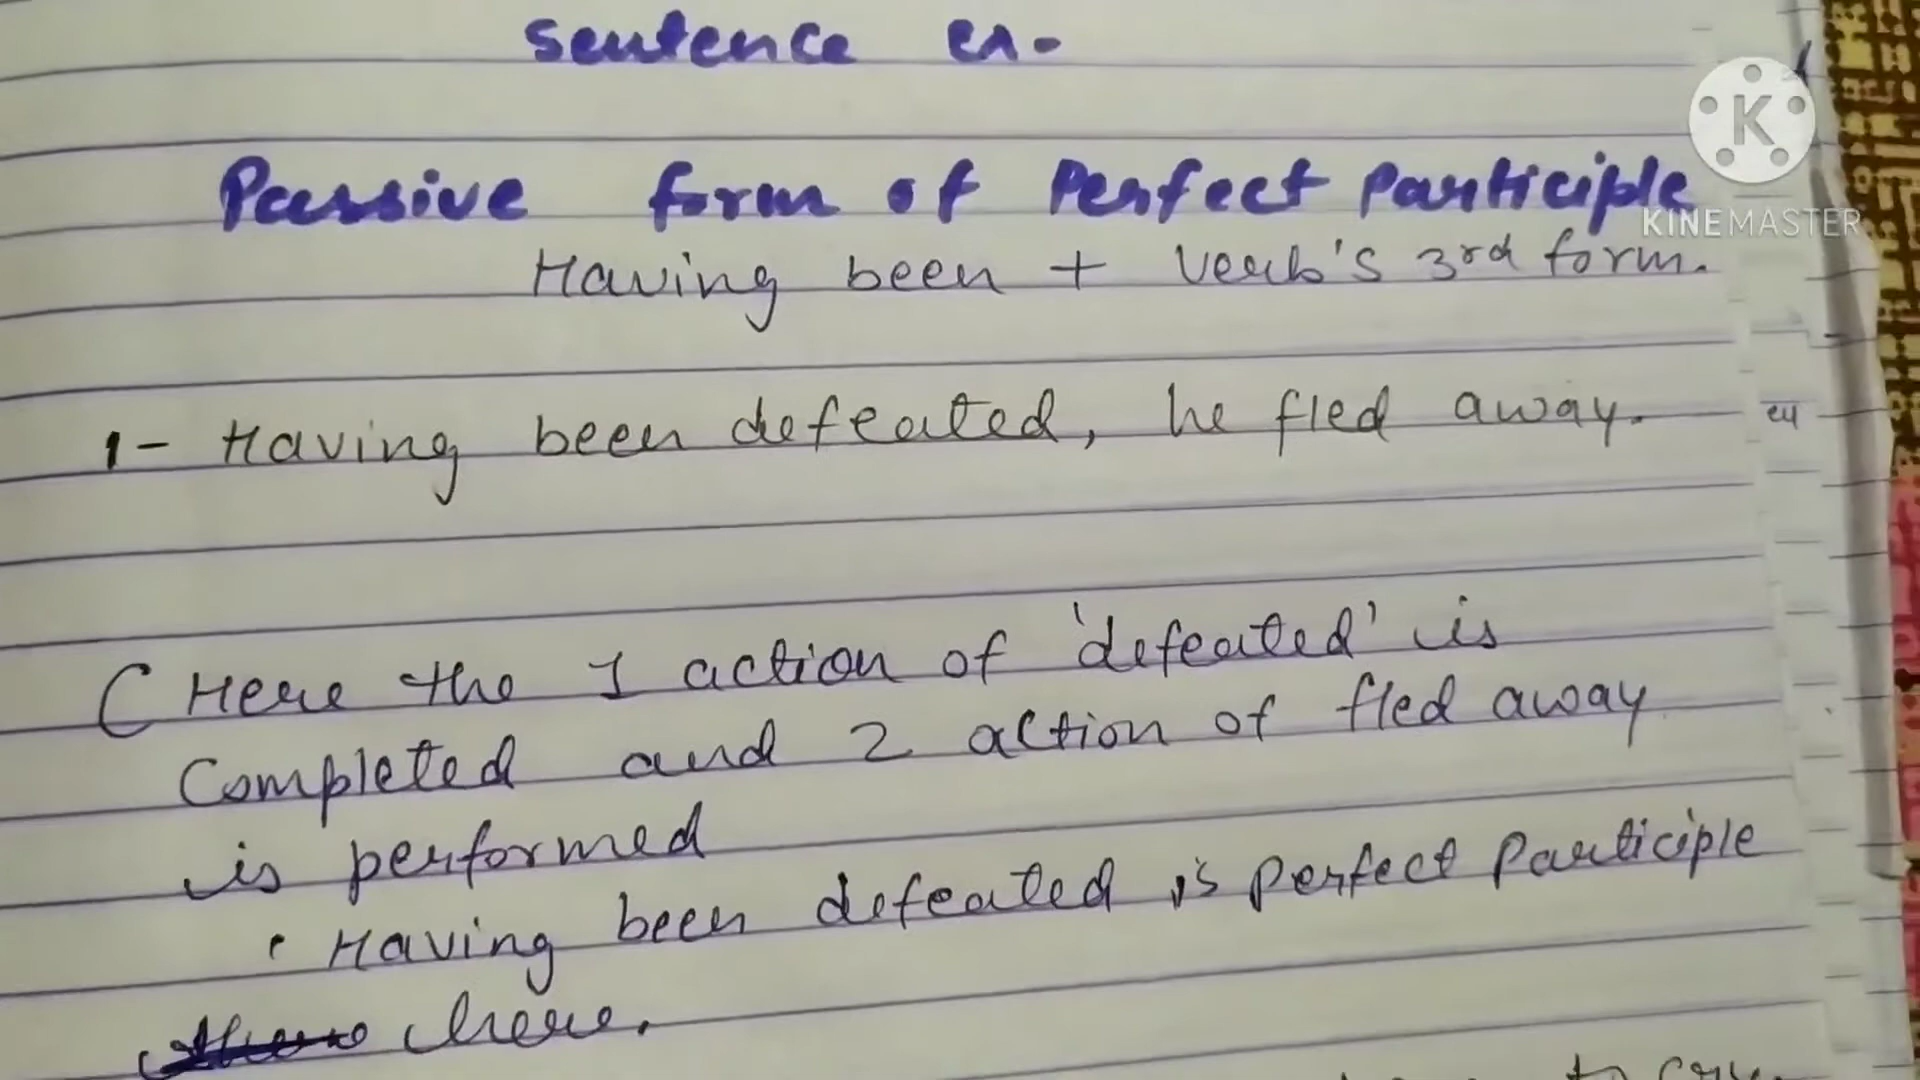 sentence ex-
Passive form of Perfect Participle
Having been + Verb's 3rd form.
1- Having been defeated, he fled away.
( Here the 1 action of 'defeated' is
Completed and 2 action of fled away
is performed
Having been defeated is perfect Participle
here.
K
KINEMASTER